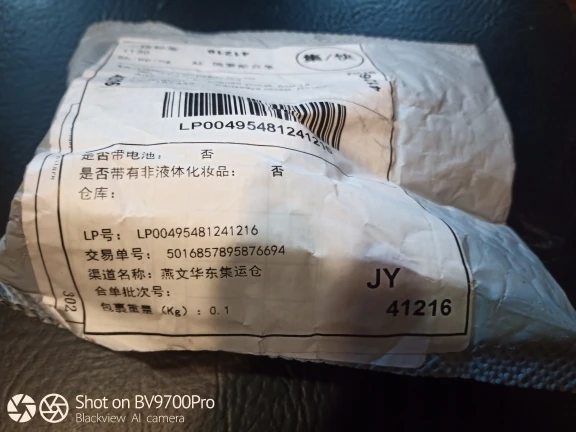 41216
集/快
LP00495481241216
是否带电池： 否
是否带有非液体化妆品： 否
仓库：
LP号： LP00495481241216
交易单号： 5016857895876694
渠道名称： 燕文华东集运仓
合单批次号：
包裹重量（Kg）：0.1
JY
41216
302
Shot on BV9700Pro
Blackview AI camera